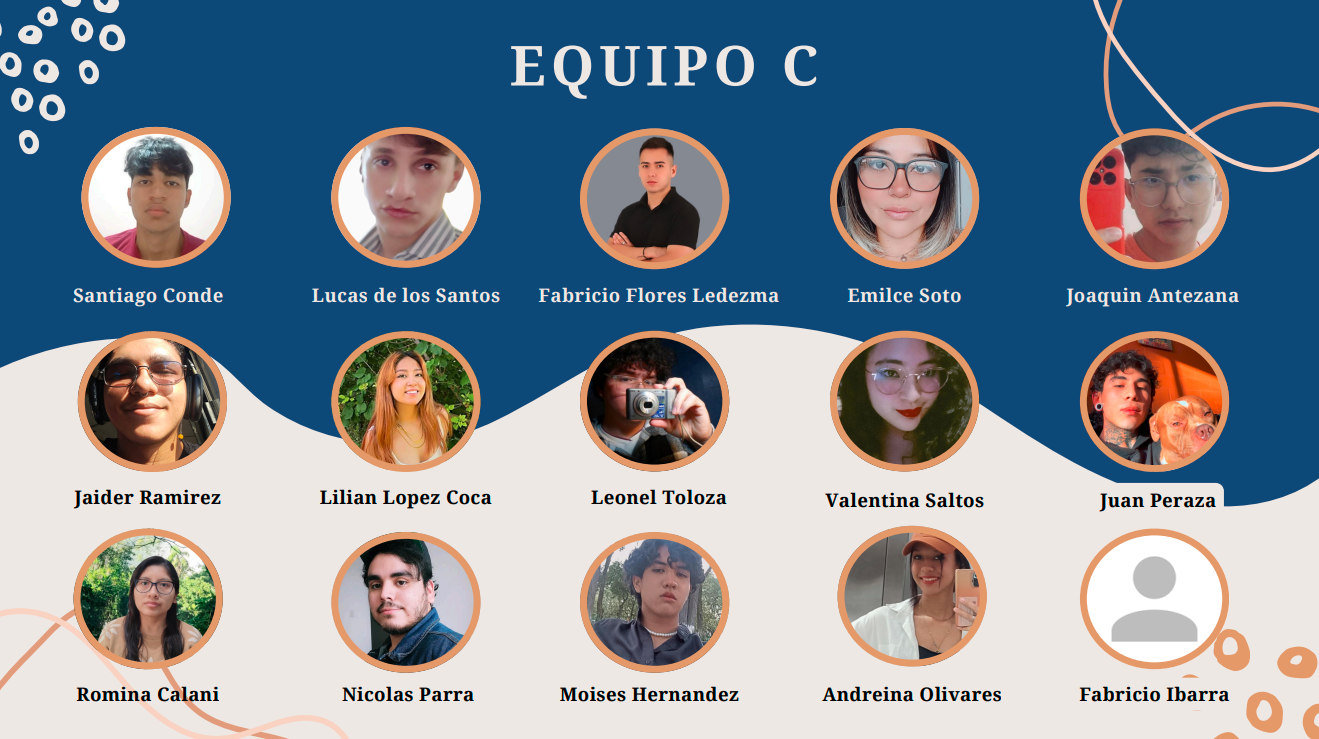 EQUIPO C
Santiago Conde
Lucas de los Santos
Fabricio Flores Ledezma
Emilce Soto
Joaquin Antezana
Jaider Ramirez
Lilian Lopez Coca
Leonel Toloza
Valentina Saltos
Juan Peraza
Romina Calani
Nicolas Parra
Moises Hernandez
Andreina Olivares
Fabricio Ibarra